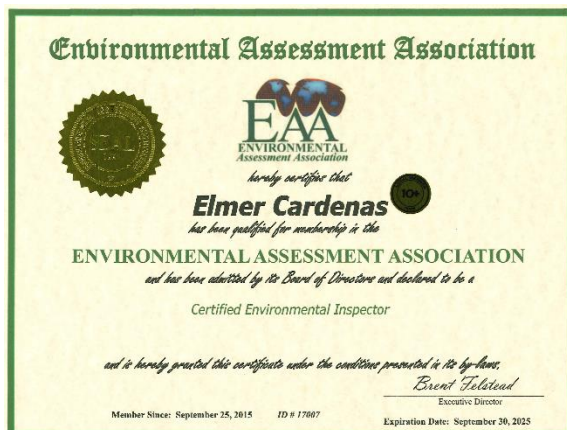 Environmental Assessment Association
EAA
ENVIRONMENTAL
Assessment Association
hereby certifies that
Elmer Cardenas
10+
has been qualified for membership in the
ENVIRONMENTAL ASSESSMENT ASSOCIATION
and has been admitted by its Board of Directors and declared to be a
Certified Environmental Inspector
and is hereby granted this certificate under the conditions presented in its by-laws.
Brent Felstead
Executive Director
Member Since: September 25, 2015 ID # 17007
Expiration Date: September 30, 2025